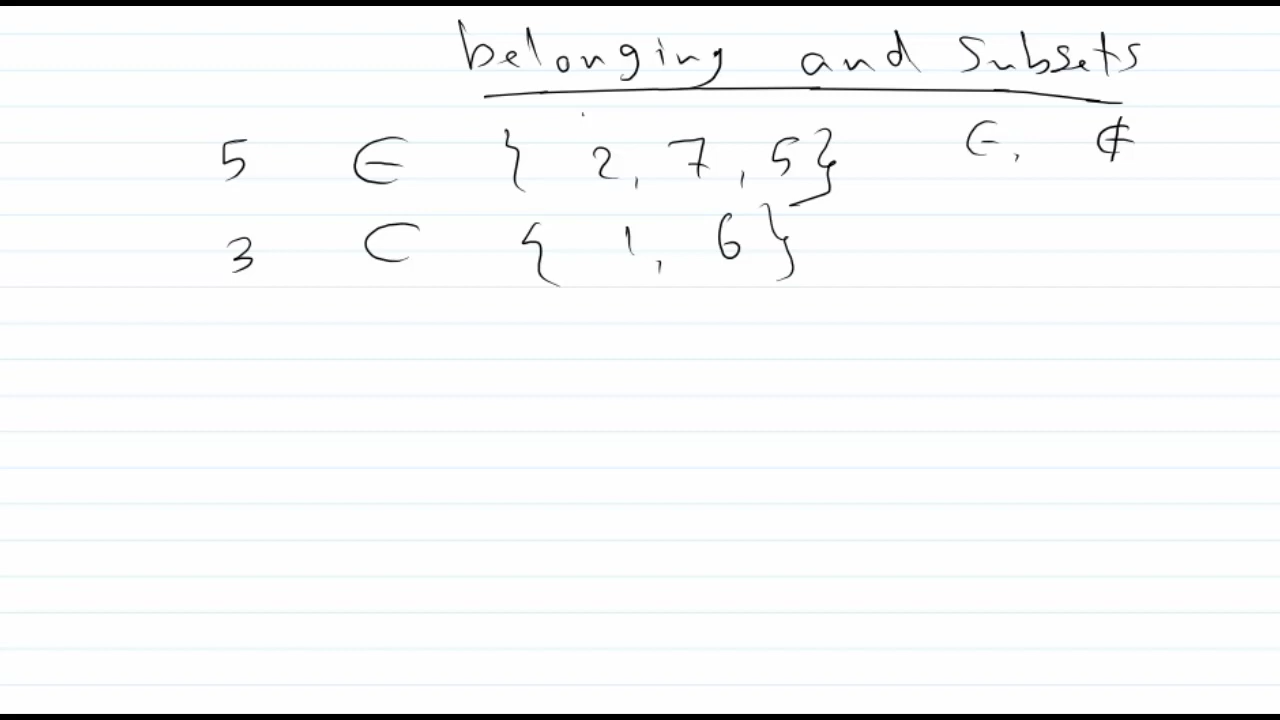 belonging and Subsets
5 ∈ { 2, 7, 5} ∈, ∉
3 ⊂ { 1, 6}